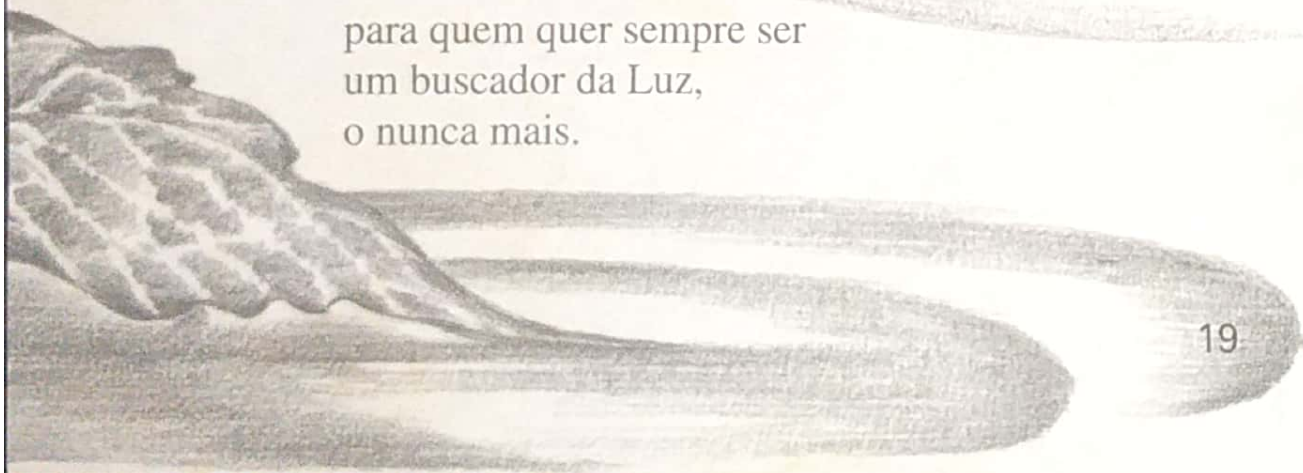 para quem quer sempre ser
um buscador da Luz,
o nunca mais.
19